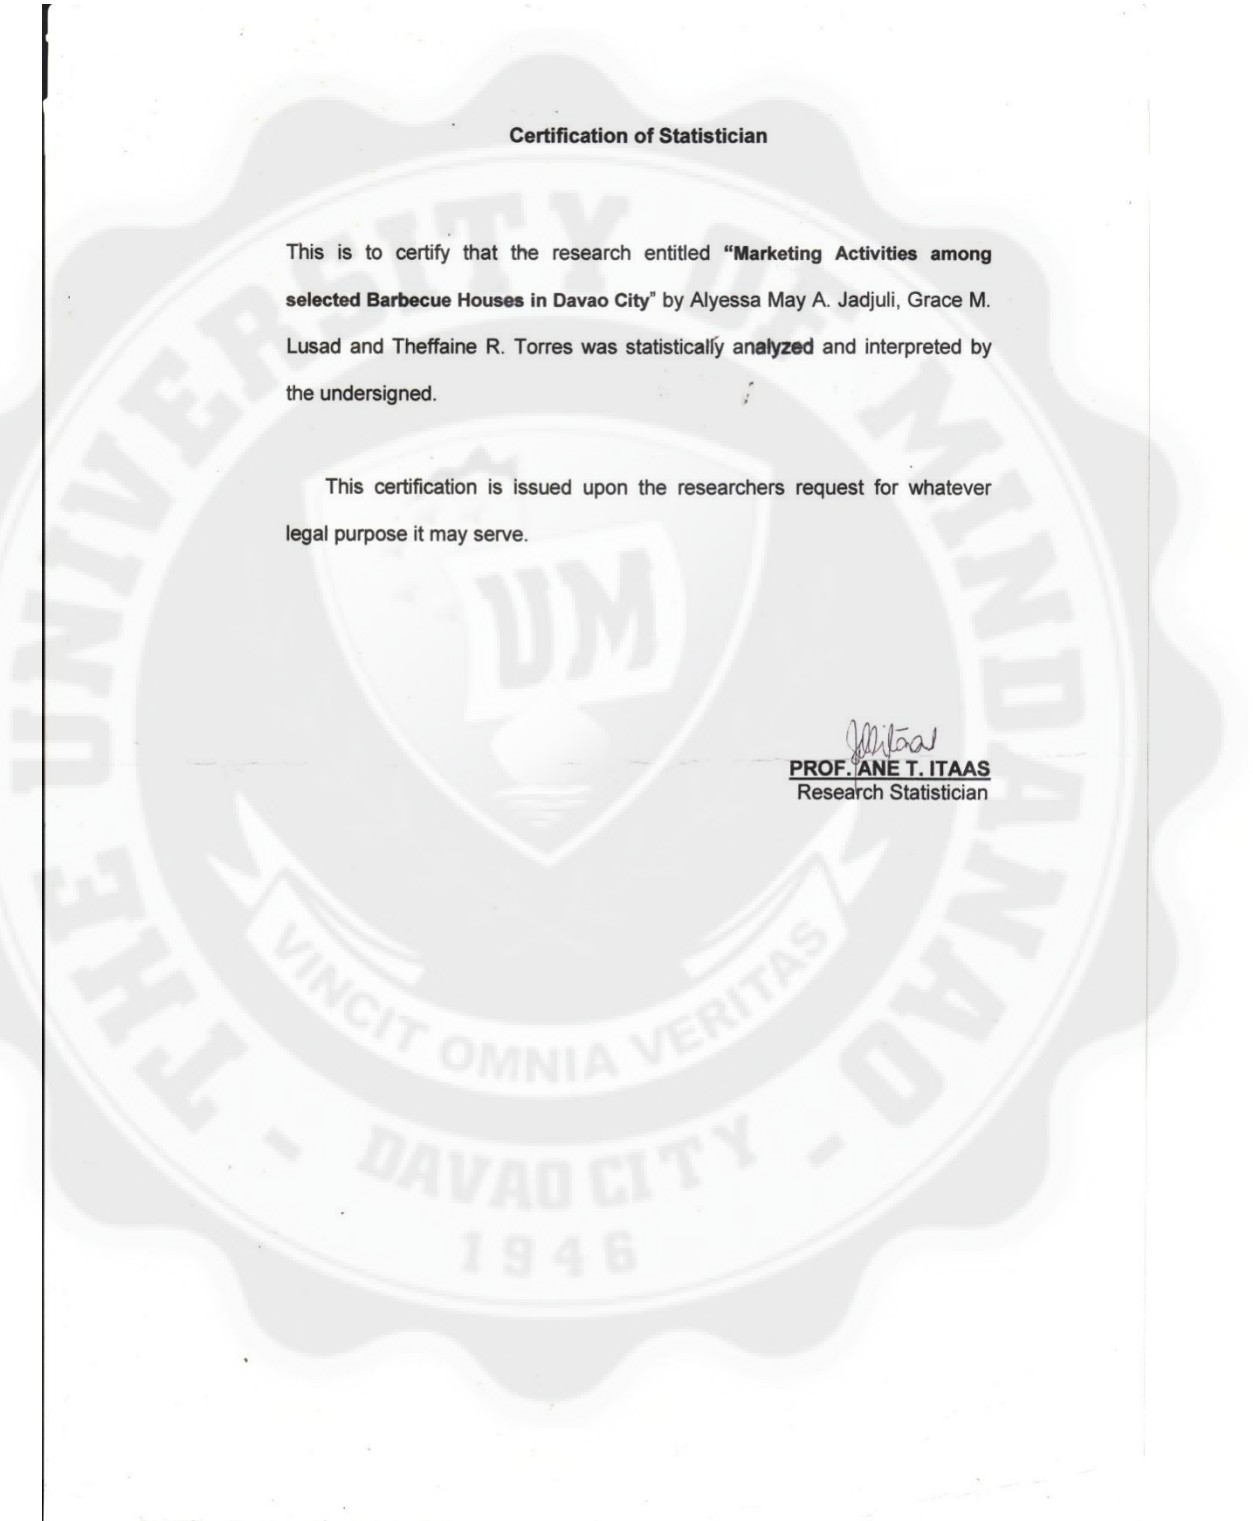 Certification of Statistician
This is to certify that the research entitled “Marketing Activities among
selected Barbecue Houses in Davao City” by Alyessa May A. Jadjuli, Grace M.
Lusad and Theffaine R. Torres was statistically analyzed and interpreted by
the undersigned.
This certification is issued upon the researchers request for whatever
legal purpose it may serve.
PROF. ANE T. ITAAS
Research Statistician
THE UNIVERSITY OF MINDANAO
UM
VINCIT OMNIA VERITAS
- DAVAO CITY -
1946